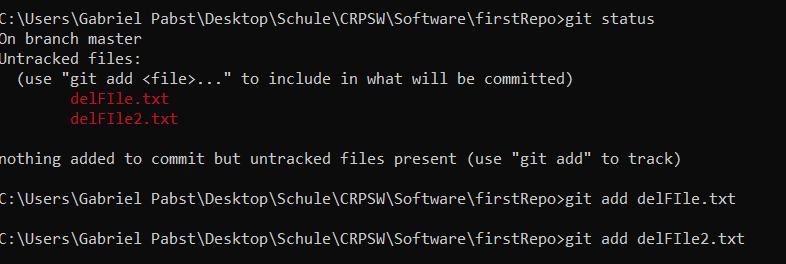 C:\Users\Gabriel Pabst\Desktop\Schule\CRPSW\Software\firstRepo>git status
On branch master
Untracked files:
  (use "git add <file>..." to include in what will be committed)
        delFIle.txt
        delFIle2.txt
nothing added to commit but untracked files present (use "git add" to track)
C:\Users\Gabriel Pabst\Desktop\Schule\CRPSW\Software\firstRepo>git add delFIle.txt
C:\Users\Gabriel Pabst\Desktop\Schule\CRPSW\Software\firstRepo>git add delFIle2.txt